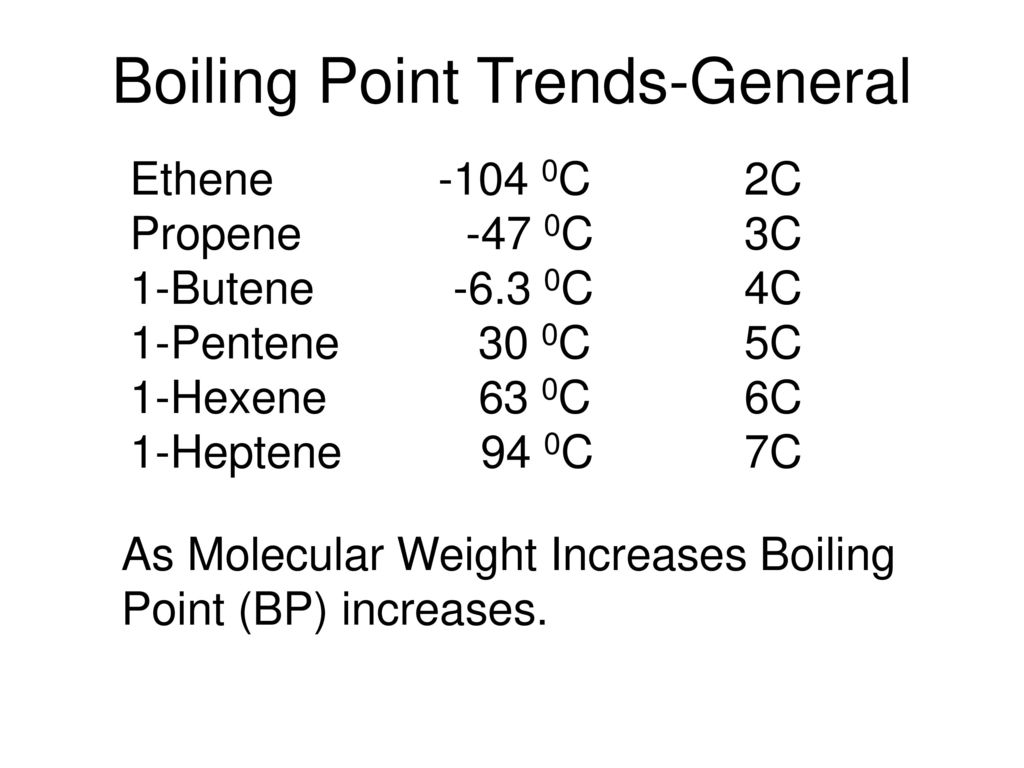 Boiling Point Trends-General
Ethene -104 ⁰C 2C
Propene -47 ⁰C 3C
1-Butene -6.3 ⁰C 4C
1-Pentene 30 ⁰C 5C
1-Hexene 63 ⁰C 6C
1-Heptene 94 ⁰C 7C
As Molecular Weight Increases Boiling
Point (BP) increases.